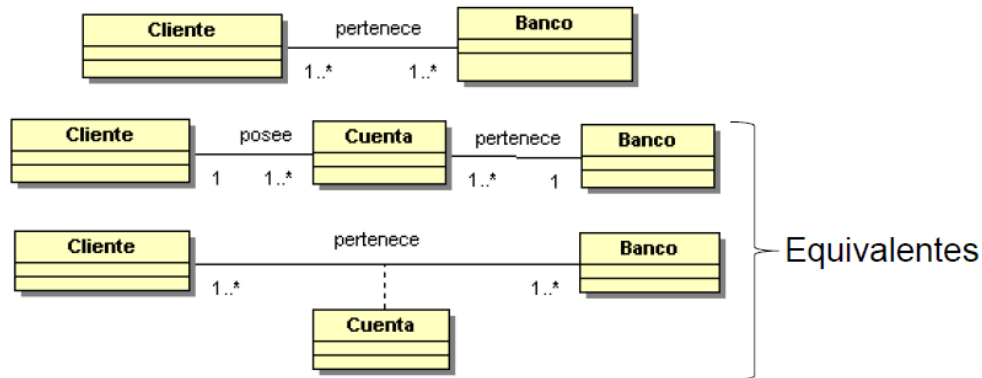 Cliente pertenece Banco
1..* 1..*
Cliente posee Cuenta pertenece Banco
1 1..* 1..* 1
Cliente pertenece Banco
1..* 1..*
Equivalentes
Cuenta